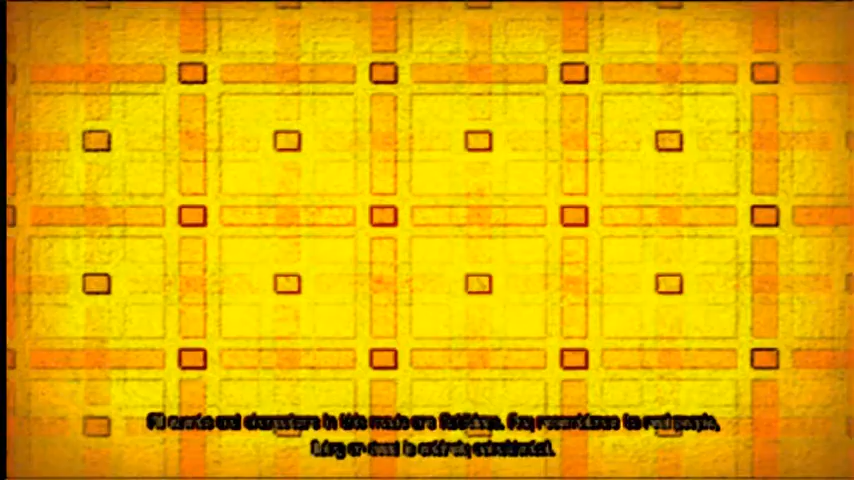 All events and characters in this movie are fictitious. Any resemblance to real people,
living or dead is entirely coincidental.